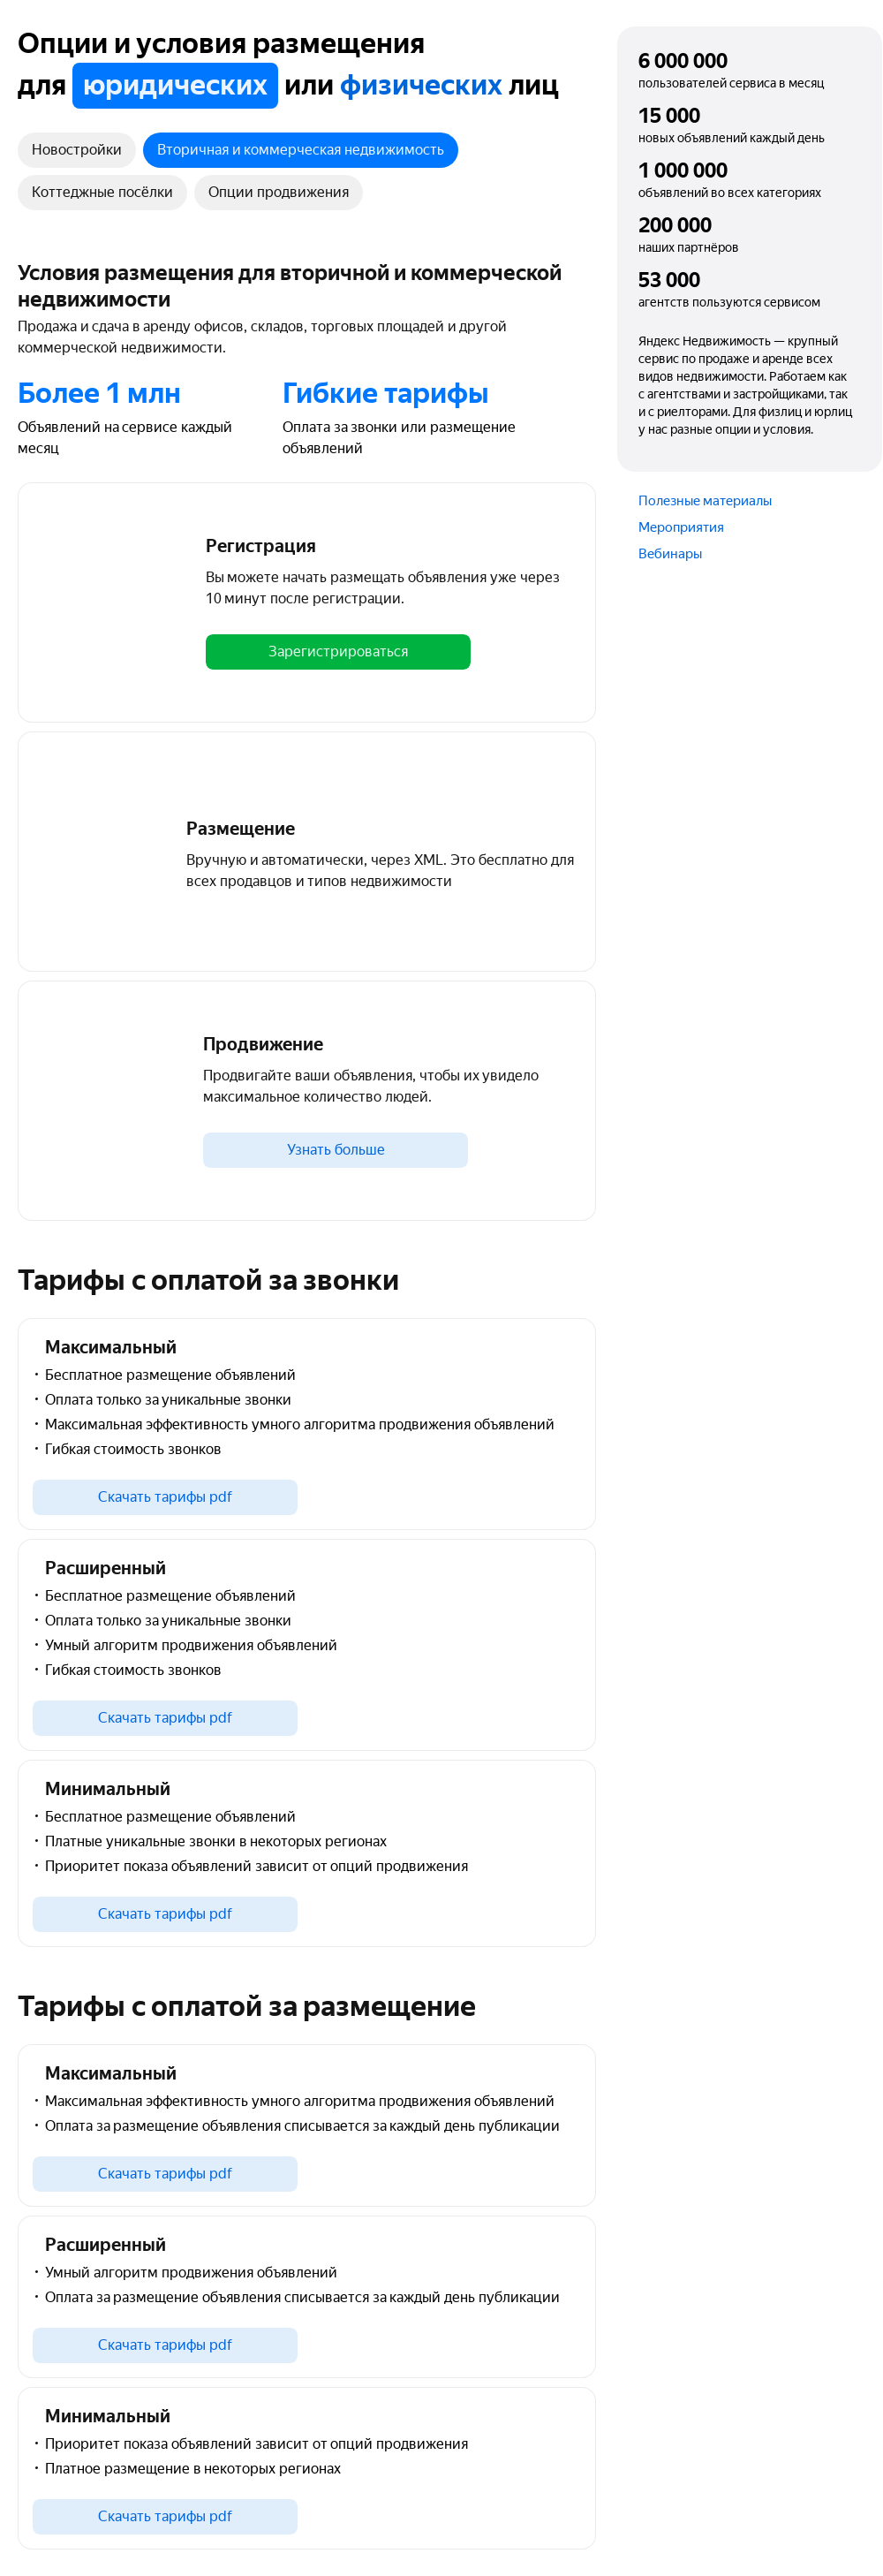 Опции и условия размещения
для юридических или физических лиц
Новостройки
Вторичная и коммерческая недвижимость
Коттеджные посёлки
Опции продвижения
Условия размещения для вторичной и коммерческой
недвижимости
Продажа и сдача в аренду офисов, складов, торговых площадей и другой
коммерческой недвижимости.
Более 1 млн
Объявлений на сервисе каждый
месяц
Гибкие тарифы
Оплата за звонки или размещение
объявлений
Регистрация
Вы можете начать размещать объявления уже через
10 минут после регистрации.
Зарегистрироваться
Размещение
Вручную и автоматически, через XML. Это бесплатно для
всех продавцов и типов недвижимости
Продвижение
Продвигайте ваши объявления, чтобы их увидело
максимальное количество людей.
Узнать больше
Тарифы с оплатой за звонки
Максимальный
· Бесплатное размещение объявлений
· Оплата только за уникальные звонки
· Максимальная эффективность умного алгоритма продвижения объявлений
· Гибкая стоимость звонков
Скачать тарифы pdf
Расширенный
· Бесплатное размещение объявлений
· Оплата только за уникальные звонки
· Умный алгоритм продвижения объявлений
· Гибкая стоимость звонков
Скачать тарифы pdf
Минимальный
· Бесплатное размещение объявлений
· Платные уникальные звонки в некоторых регионах
· Приоритет показа объявлений зависит от опций продвижения
Скачать тарифы pdf
Тарифы с оплатой за размещение
Максимальный
· Максимальная эффективность умного алгоритма продвижения объявлений
· Оплата за размещение объявления списывается за каждый день публикации
Скачать тарифы pdf
Расширенный
· Умный алгоритм продвижения объявлений
· Оплата за размещение объявления списывается за каждый день публикации
Скачать тарифы pdf
Минимальный
· Приоритет показа объявлений зависит от опций продвижения
· Платное размещение в некоторых регионах
Скачать тарифы pdf
6 000 000
пользователей сервиса в месяц
15 000
новых объявлений каждый день
1 000 000
объявлений во всех категориях
200 000
наших партнёров
53 000
агентств пользуются сервисом
Яндекс Недвижимость — крупный
сервис по продаже и аренде всех
видов недвижимости. Работаем как
с агентствами и застройщиками, так
и с риелторами. Для физлиц и юрлиц
у нас разные опции и условия.
Полезные материалы
Мероприятия
Вебинары